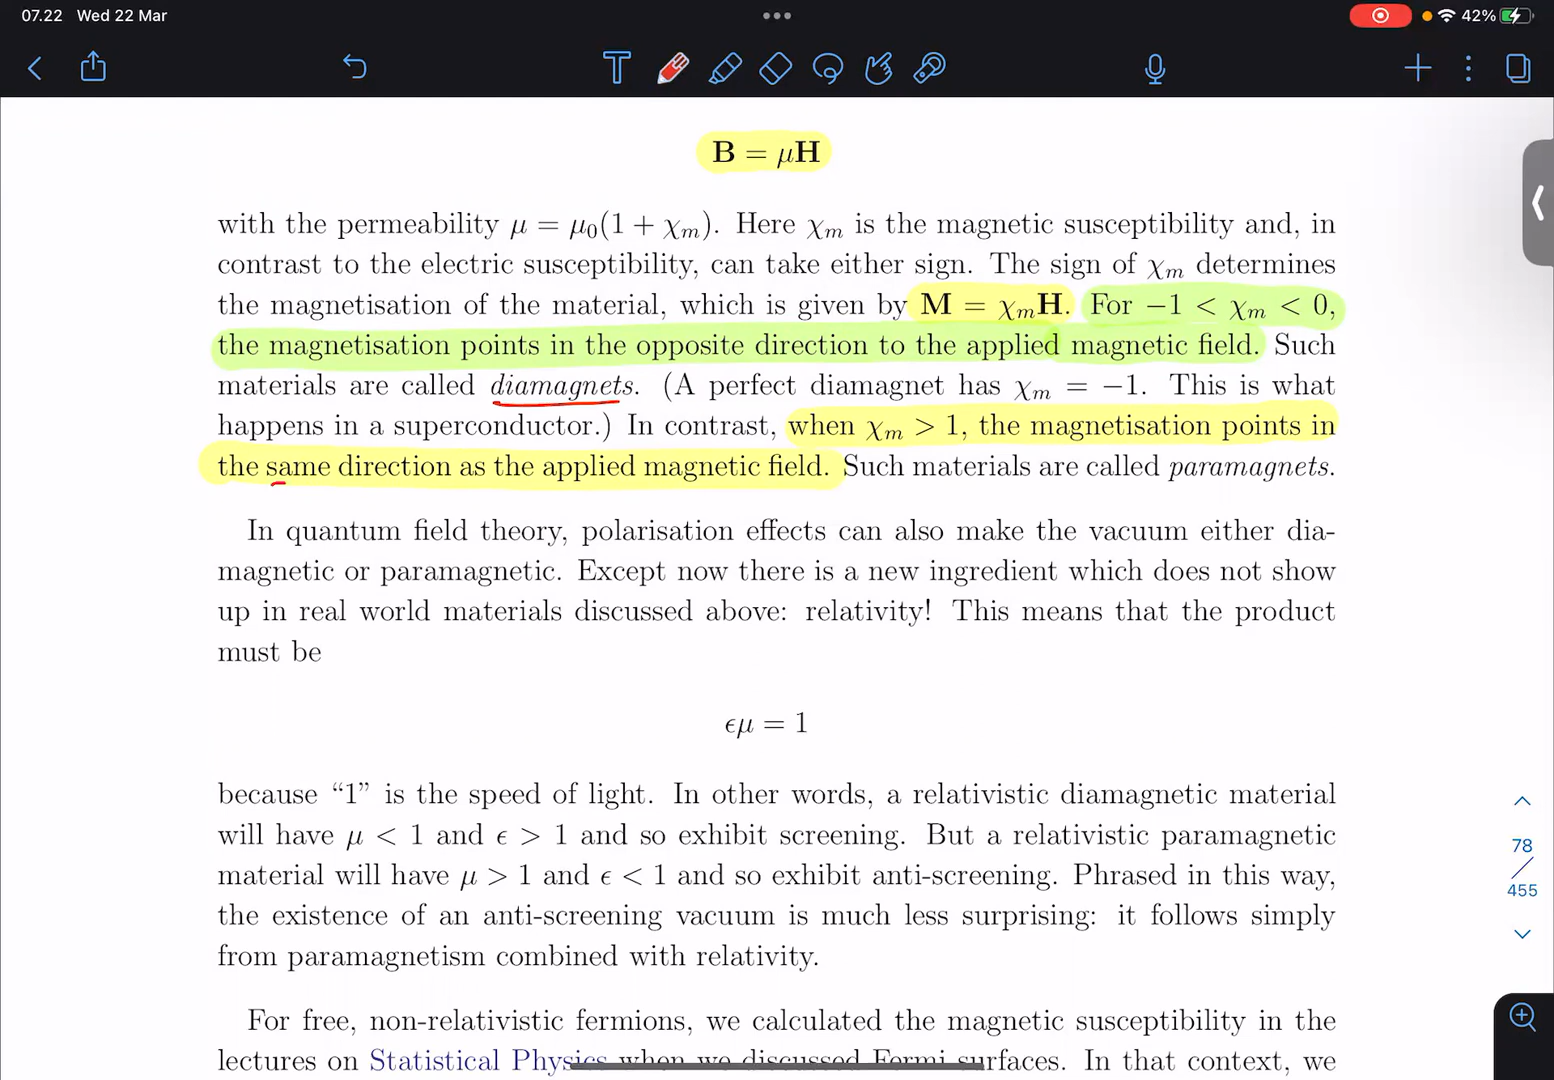 07.22 Wed 22 Mar
42%
B = μH
with the permeability μ = μ₀(1 + χₘ). Here χₘ is the magnetic susceptibility and, in
contrast to the electric susceptibility, can take either sign. The sign of χₘ determines
the magnetisation of the material, which is given by M = χₘH. For −1 < χₘ < 0,
the magnetisation points in the opposite direction to the applied magnetic field. Such
materials are called diamagnets. (A perfect diamagnet has χₘ = −1. This is what
happens in a superconductor.) In contrast, when χₘ > 1, the magnetisation points in
the same direction as the applied magnetic field. Such materials are called paramagnets.
In quantum field theory, polarisation effects can also make the vacuum either dia-
magnetic or paramagnetic. Except now there is a new ingredient which does not show
up in real world materials discussed above: relativity! This means that the product
must be
ϵμ = 1
because “1” is the speed of light. In other words, a relativistic diamagnetic material
will have μ < 1 and ϵ > 1 and so exhibit screening. But a relativistic paramagnetic
material will have μ > 1 and ϵ < 1 and so exhibit anti-screening. Phrased in this way,
the existence of an anti-screening vacuum is much less surprising: it follows simply
from paramagnetism combined with relativity.
78
455
For free, non-relativistic fermions, we calculated the magnetic susceptibility in the
lectures on Statistical Physics when we discussed Fermi surfaces. In that context, we